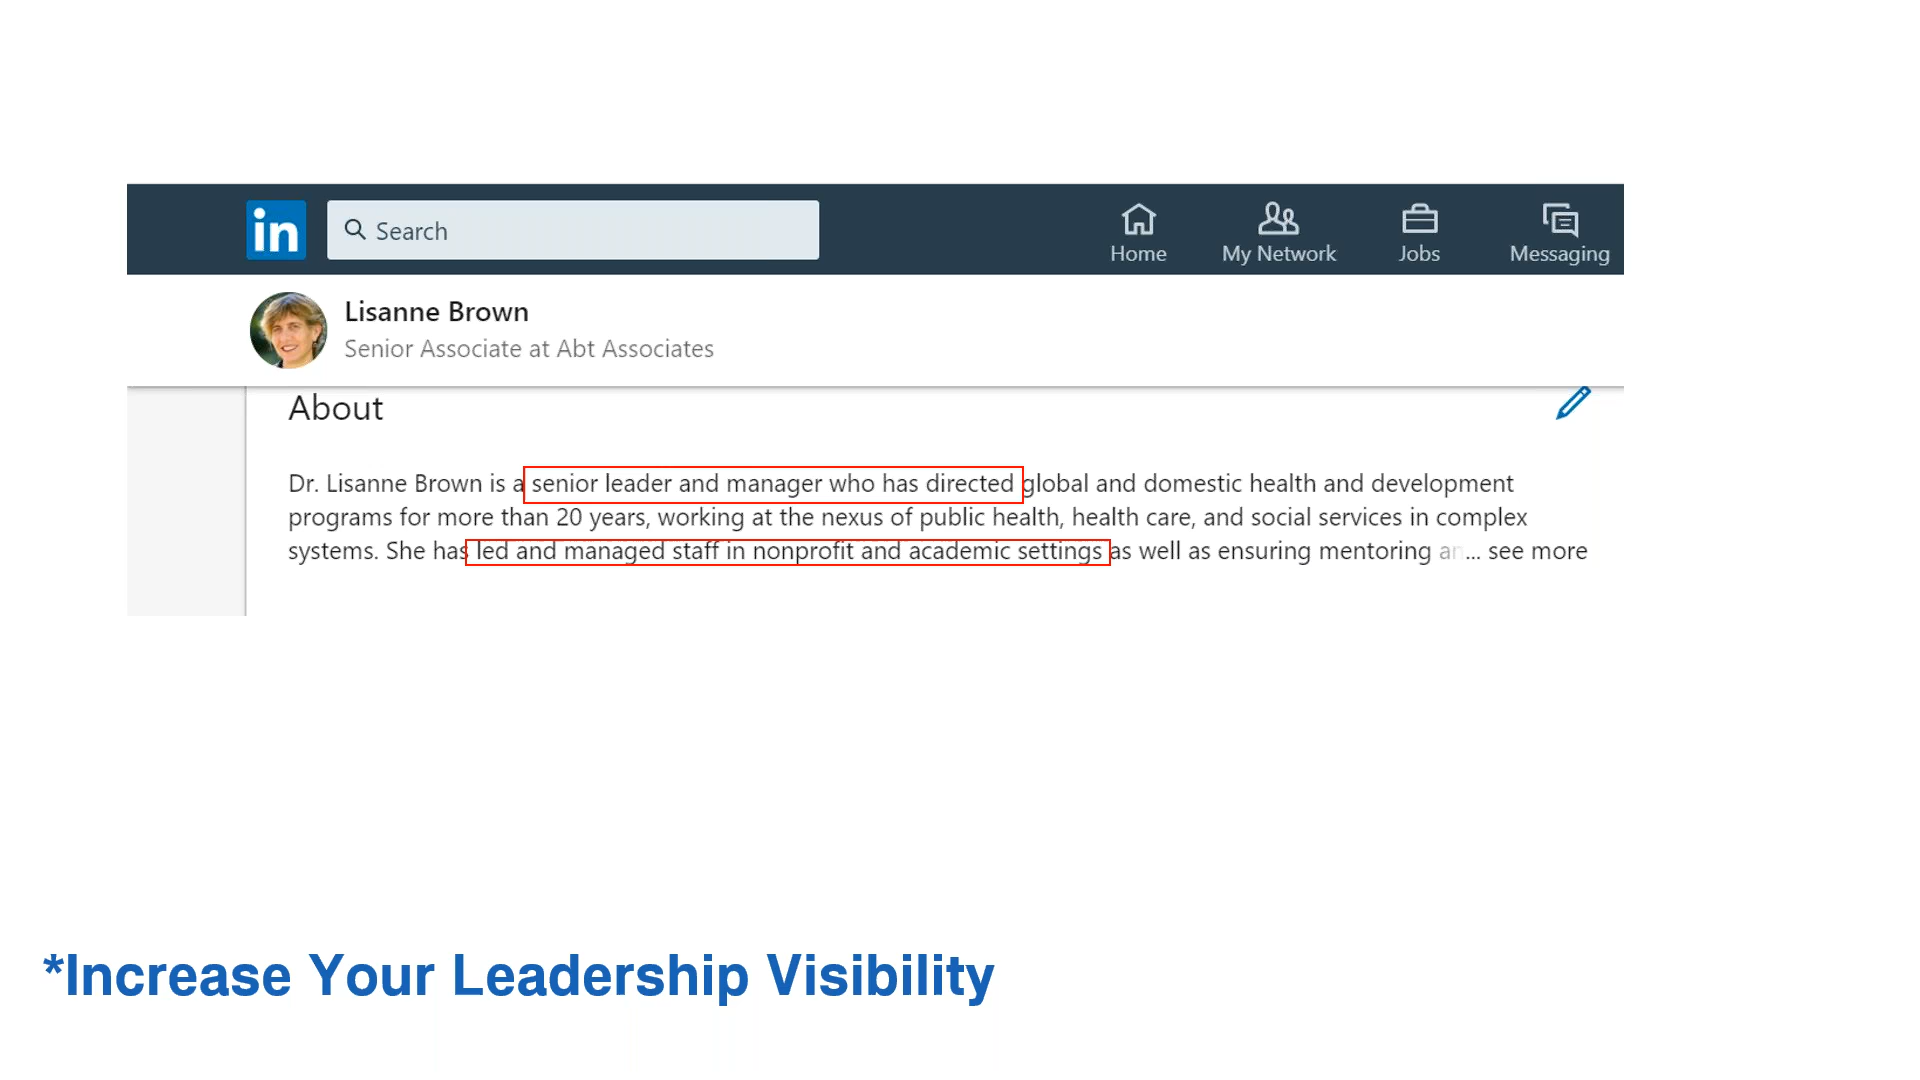 in
Search
Home
My Network
Jobs
Messaging
Lisanne Brown
Senior Associate at Abt Associates
About
Dr. Lisanne Brown is a senior leader and manager who has directed global and domestic health and development
programs for more than 20 years, working at the nexus of public health, health care, and social services in complex
systems. She has led and managed staff in nonprofit and academic settings as well as ensuring mentoring an... see more
*Increase Your Leadership Visibility